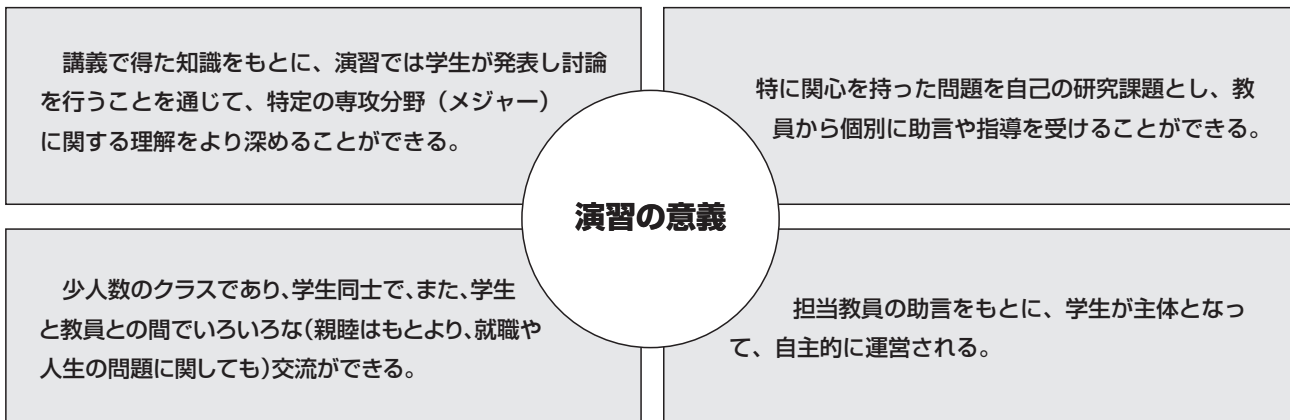 講義で得た知識をもとに、演習では学生が発表し討論
を行うことを通じて、特定の専攻分野（メジャー）
に関する理解をより深めることができる。
特に関心を持った問題を自己の研究課題とし、教
員から個別に助言や指導を受けることができる。
演習の意義
少人数のクラスであり、学生同士で、また、学生
と教員との間でいろいろな（親睦はもとより、就職や
人生の問題に関しても）交流ができる。
担当教員の助言をもとに、学生が主体となっ
て、自主的に運営される。